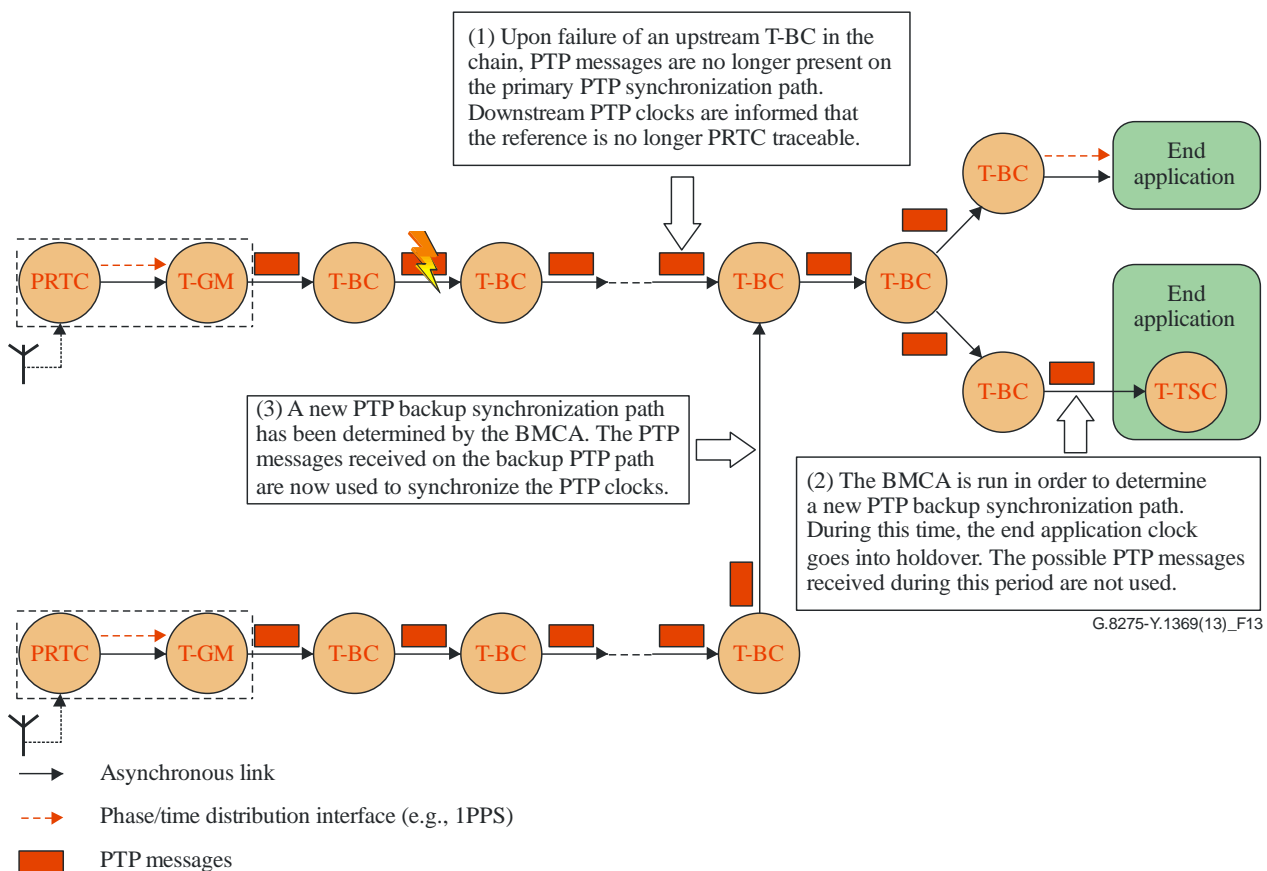 (1) Upon failure of an upstream T-BC in the
chain, PTP messages are no longer present on
the primary PTP synchronization path.
Downstream PTP clocks are informed that
the reference is no longer PRTC traceable.
T-BC
End
application
PRTC
T-GM
T-BC
T-BC
T-BC
T-BC
End
application
T-BC
T-TSC
(3) A new PTP backup synchronization path
has been determined by the BMCA. The PTP
messages received on the backup PTP path
are now used to synchronize the PTP clocks.
(2) The BMCA is run in order to determine
a new PTP backup synchronization path.
During this time, the end application clock
goes into holdover. The possible PTP messages
received during this period are not used.
G.8275-Y.1369(13)_F13
PRTC
T-GM
T-BC
T-BC
T-BC
Asynchronous link
Phase/time distribution interface (e.g., 1PPS)
PTP messages